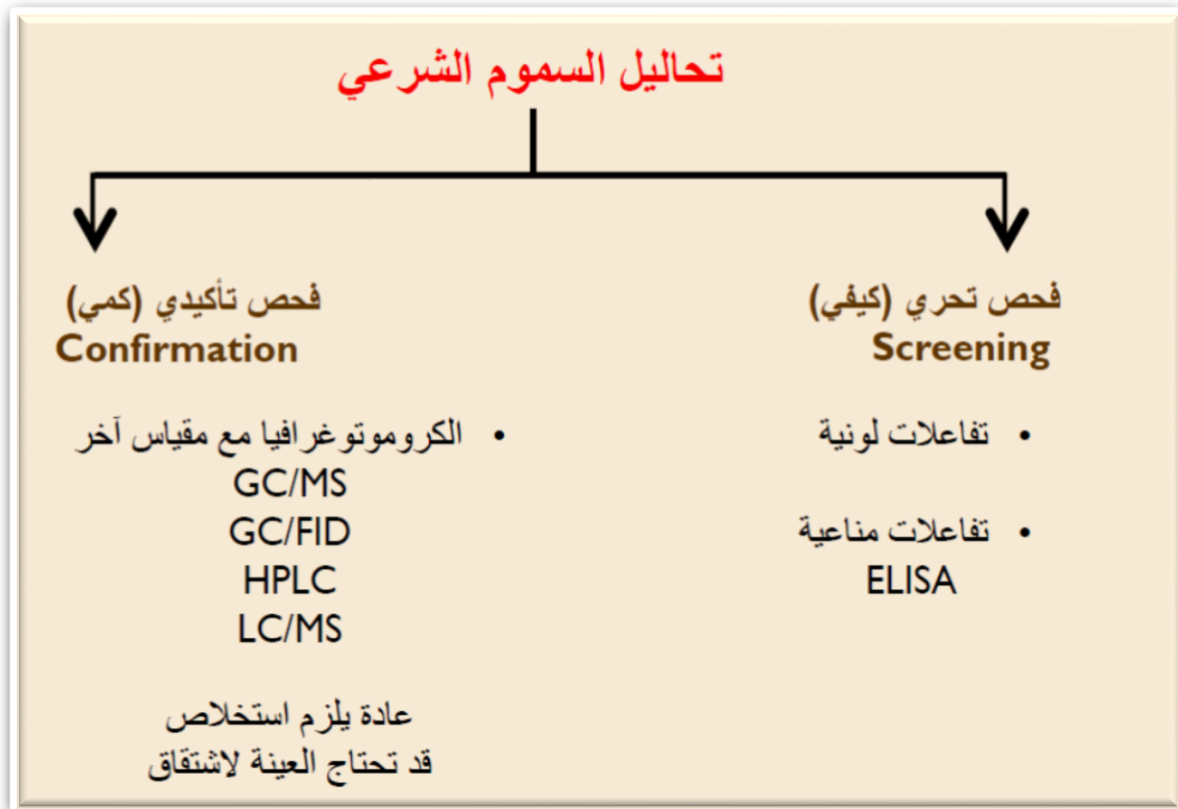 تحاليل السموم الشرعي
فحص تحري (كيفي)
Screening
• تفاعلات لونية
• تفاعلات مناعية
ELISA
فحص تأكيدي (كمي)
Confirmation
• الكروموتوغرافيا مع مقياس آخر
GC/MS
GC/FID
HPLC
LC/MS
عادة يلزم استخلاص
قد تحتاج العينة لاشتقاق